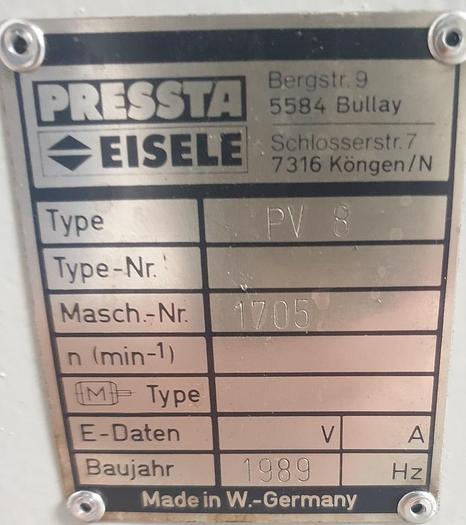 PRESSTA
Bergstr. 9
5584 Bullay
EISELE
Schlosserstr. 7
7316 Köngen/N
Type PV 8
Type-Nr.
Masch.-Nr. 1705
n (min-1)
M Type
E-Daten V A
Baujahr 1989 Hz
Made in W.-Germany